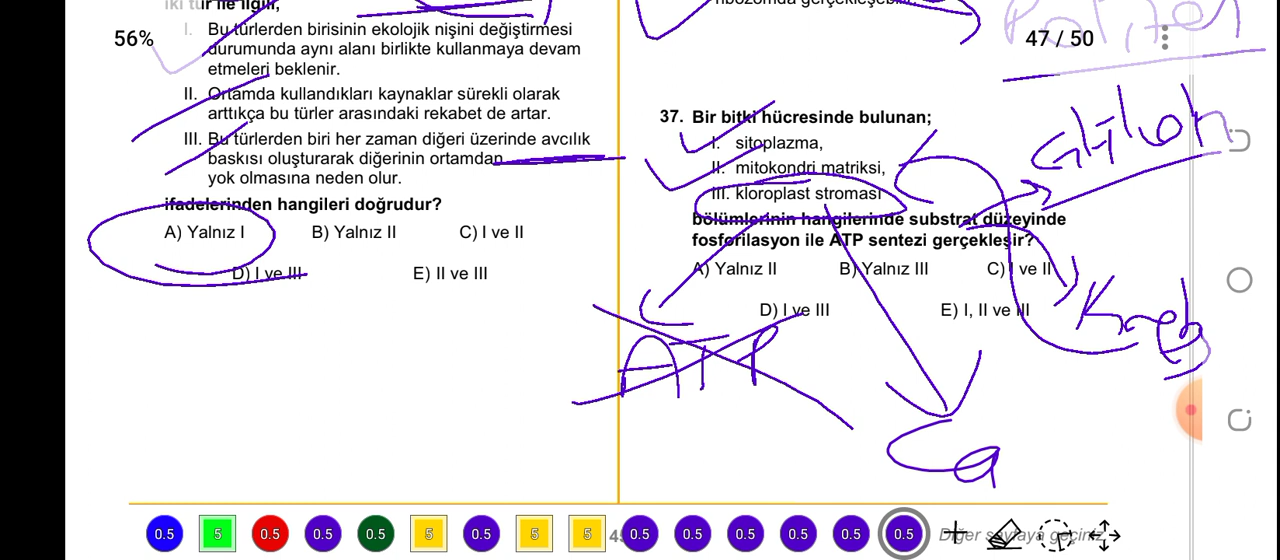 iki tür ile ilgili,
56%
I. Bu türlerden birisinin ekolojik nişini değiştirmesi
durumunda aynı alanı birlikte kullanmaya devam
etmeleri beklenir.
II. Ortamda kullandıkları kaynaklar sürekli olarak
arttıkça bu türler arasındaki rekabet de artar.
III. Bu türlerden biri her zaman diğeri üzerinde avcılık
baskısı oluşturarak diğerinin ortamdan
yok olmasına neden olur.
ifadelerinden hangileri doğrudur?
A) Yalnız I B) Yalnız II C) I ve II
D) I ve III E) II ve III
ribozomda gerçekleşebilir.
47 / 50
37. Bir bitki hücresinde bulunan;
I. sitoplazma,
II. mitokondri matriksi,
III. kloroplast stroması
bölümlerinin hangilerinde substrat düzeyinde
fosforilasyon ile ATP sentezi gerçekleşir?
A) Yalnız II B) Yalnız III C) I ve II
D) I ve III E) I, II ve III
Kreb
ATP
0.5 5 0.5 0.5 0.5 5 0.5 5 5 0.5 0.5 0.5 0.5 0.5 0.5
Diğer sayfaya geçiniz.